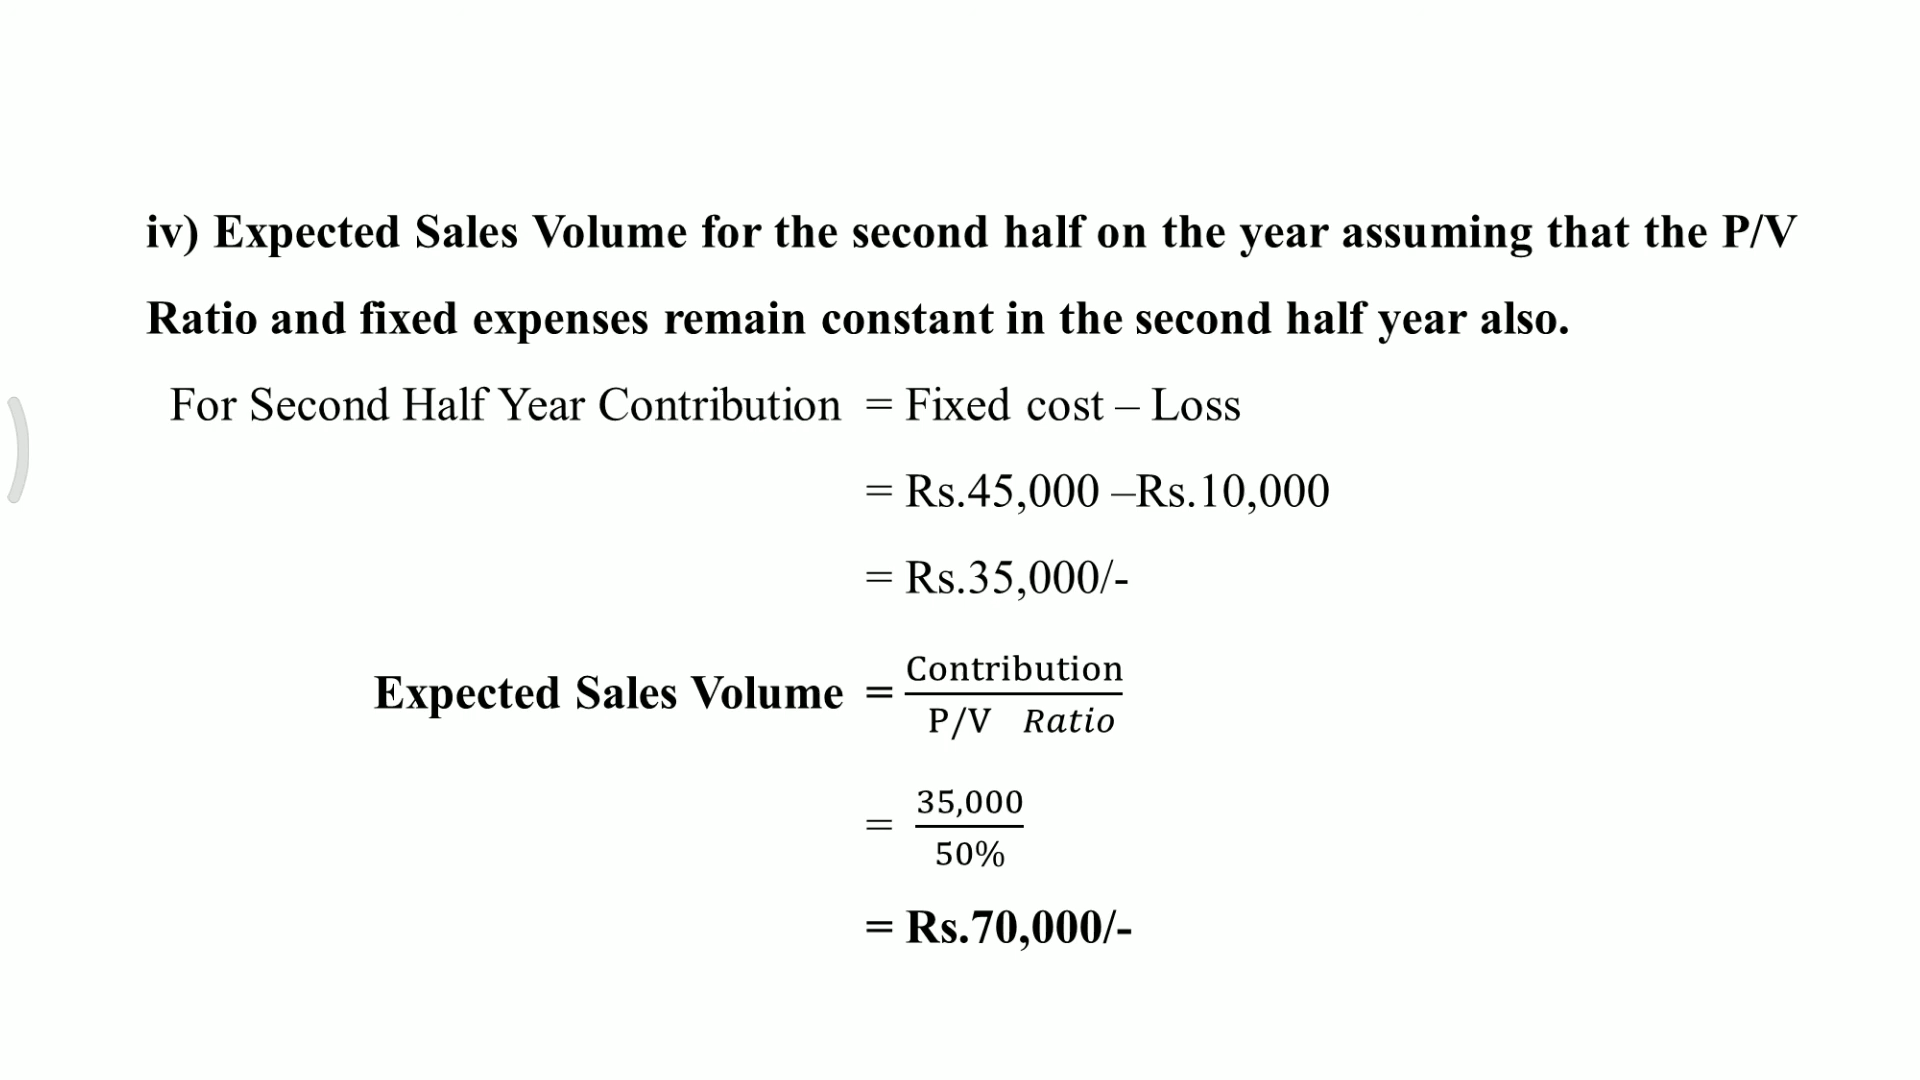 iv) Expected Sales Volume for the second half on the year assuming that the P/V
Ratio and fixed expenses remain constant in the second half year also.
For Second Half Year Contribution = Fixed cost – Loss
= Rs.45,000 –Rs.10,000
= Rs.35,000/-
Expected Sales Volume = Contribution
P/V Ratio
= 35,000
50%
= Rs.70,000/-